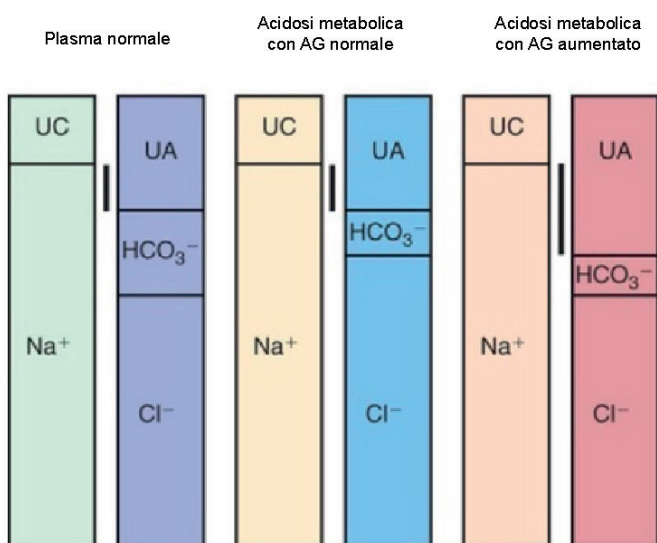 Plasma normale
Acidosi metabolica
con AG normale
Acidosi metabolica
con AG aumentato
UC
UA
HCO₃⁻
Na⁺
Cl⁻
UC
UA
HCO₃⁻
Na⁺
Cl⁻
UC
UA
HCO₃⁻
Na⁺
Cl⁻